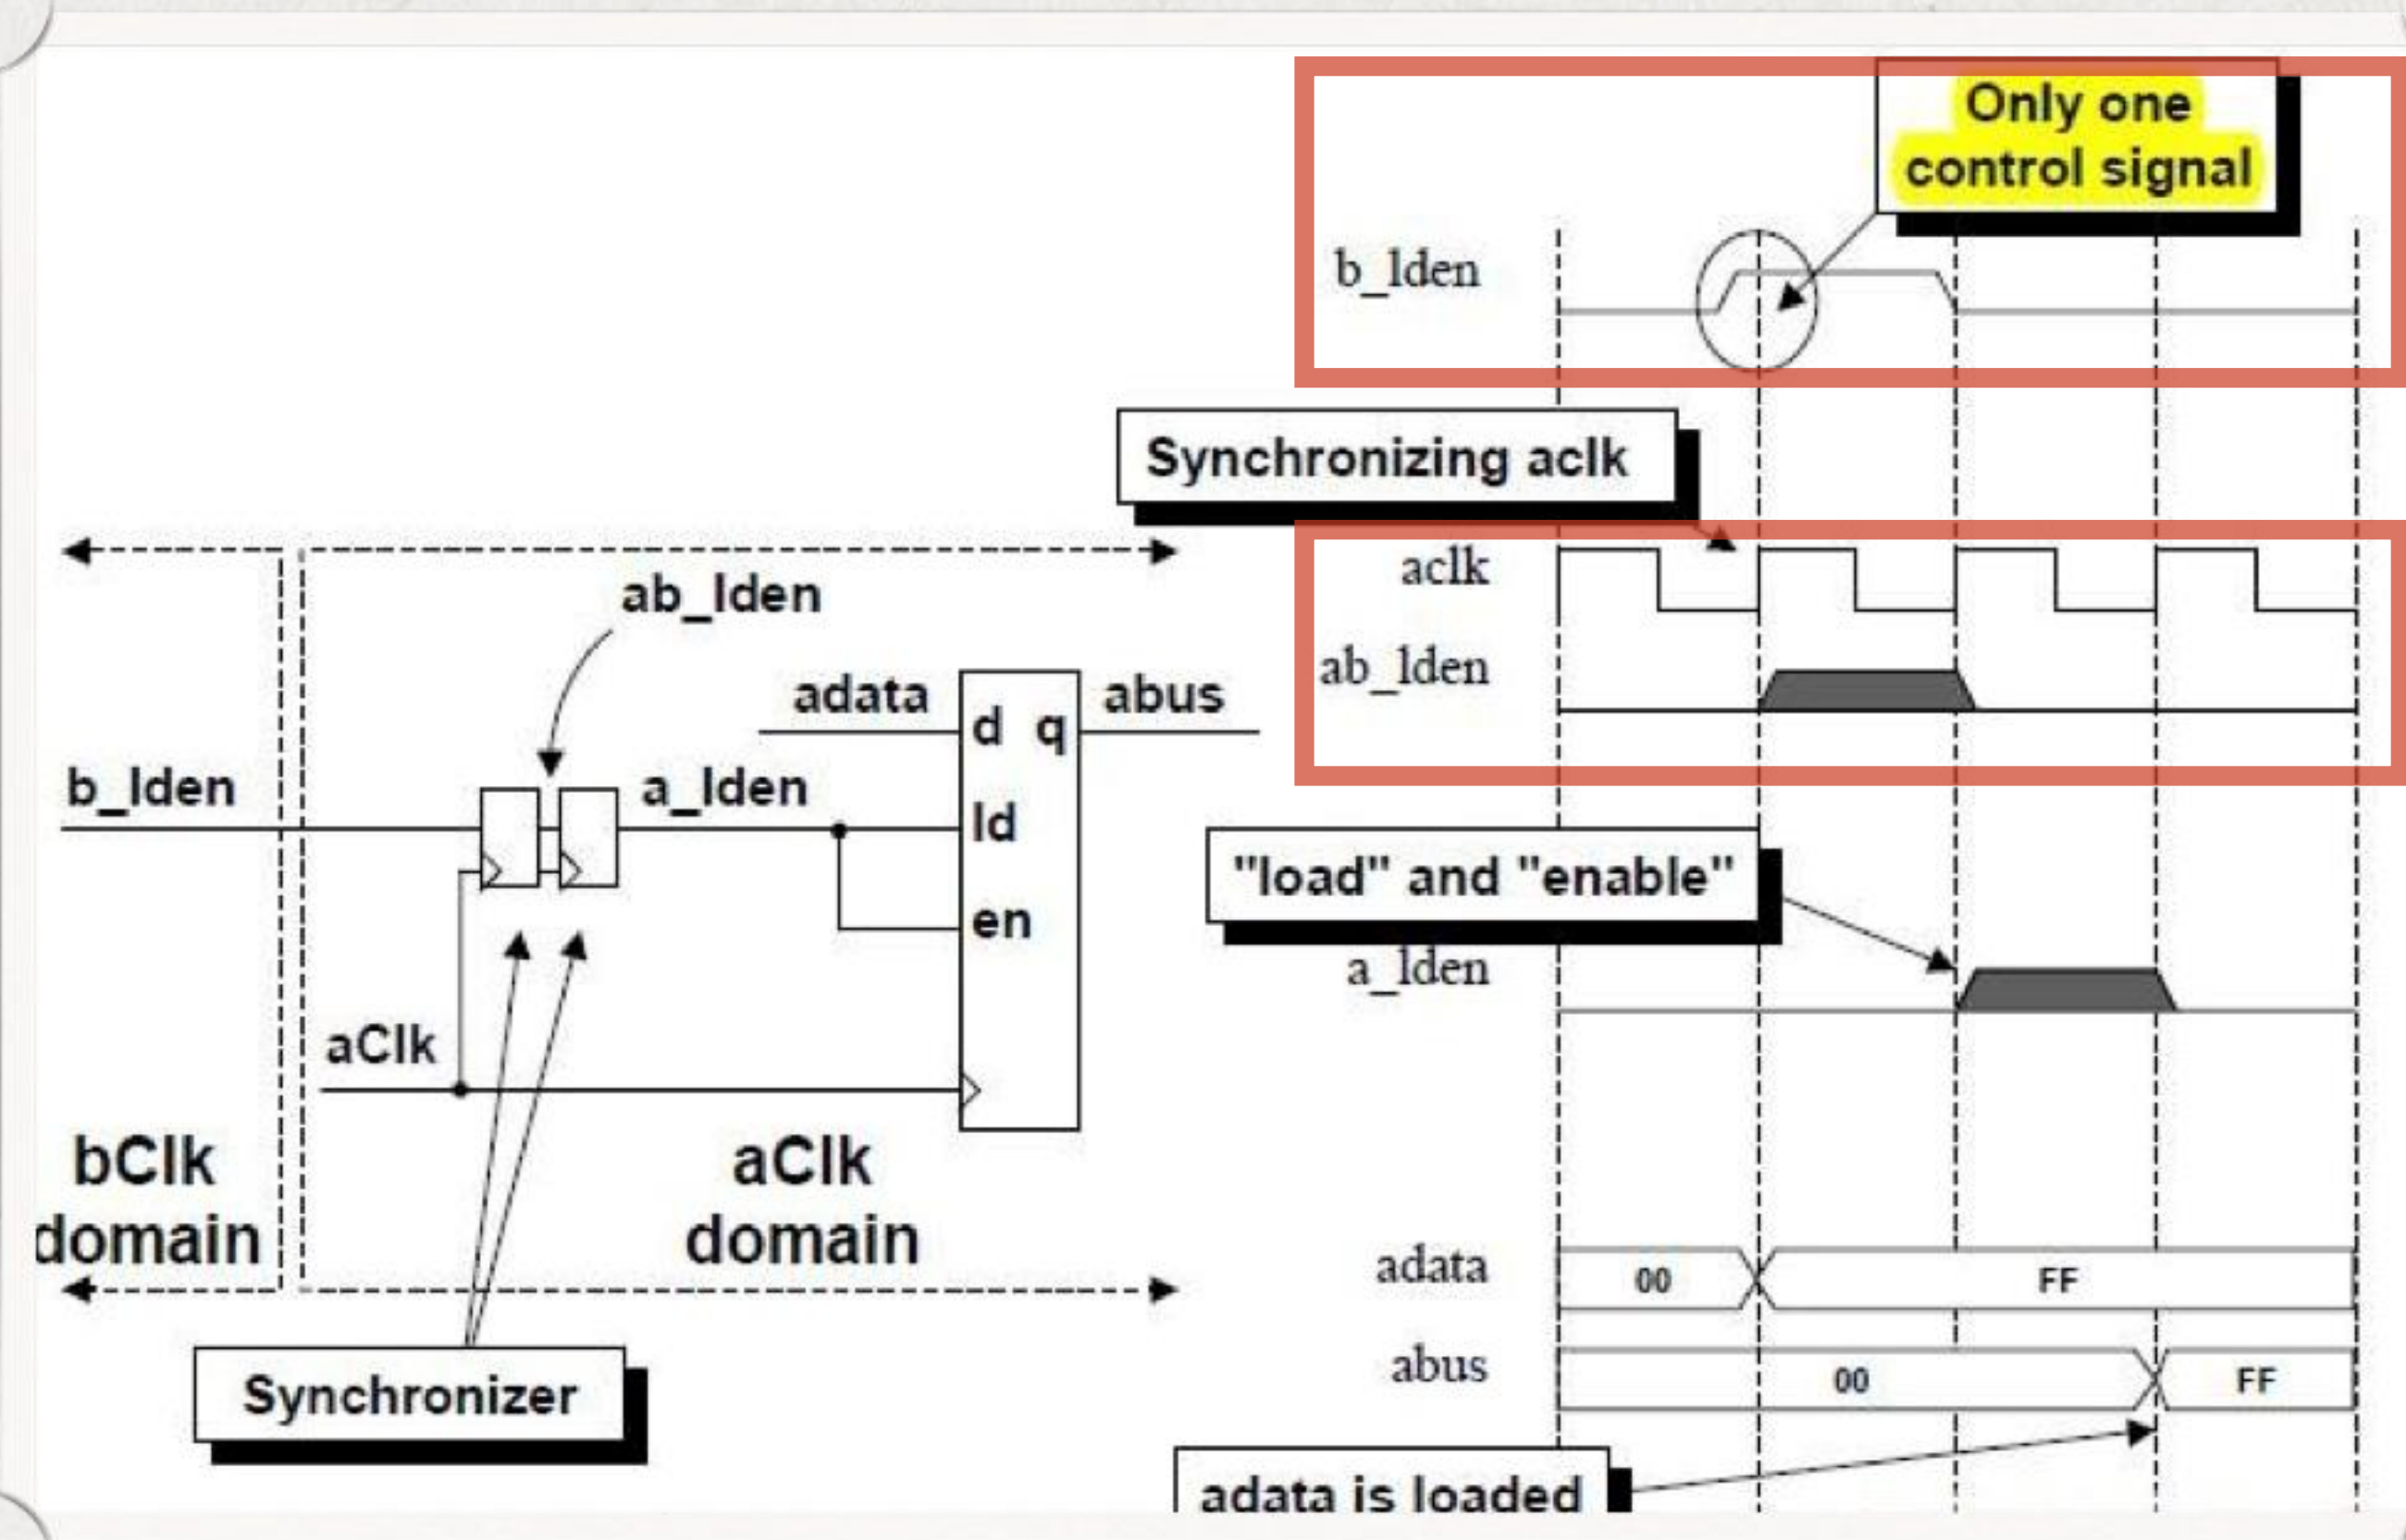 Only one
control signal
b_lden
Synchronizing aclk
aclk
ab_lden
ab_lden
adata
d q
abus
b_lden
a_lden
ld
"load" and "enable"
en
a_lden
aClk
bClk
domain
aClk
domain
adata
00
FF
abus
00
FF
Synchronizer
adata is loaded